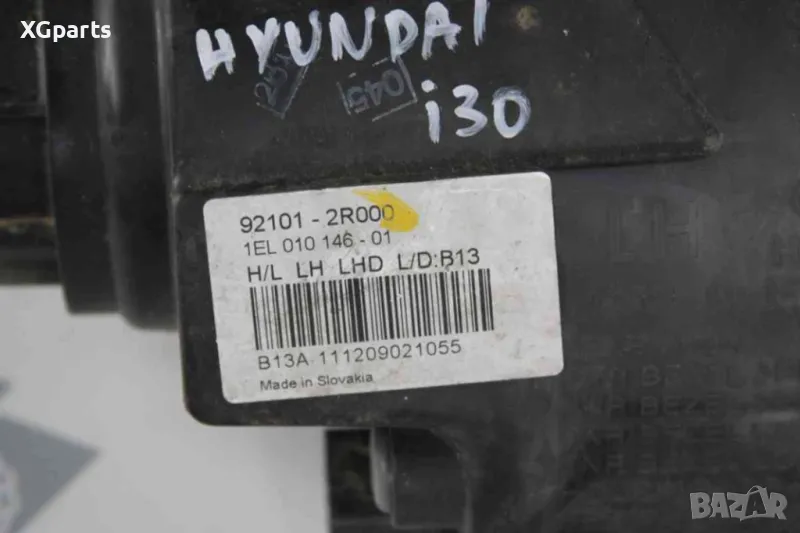 XGparts
HYUNDAI
045
i30
92101 - 2R000
1EL 010 146 - 01
H/L LH LHD L/D:B13
B13A 111209021055
Made in Slovakia
LH
BAZAR